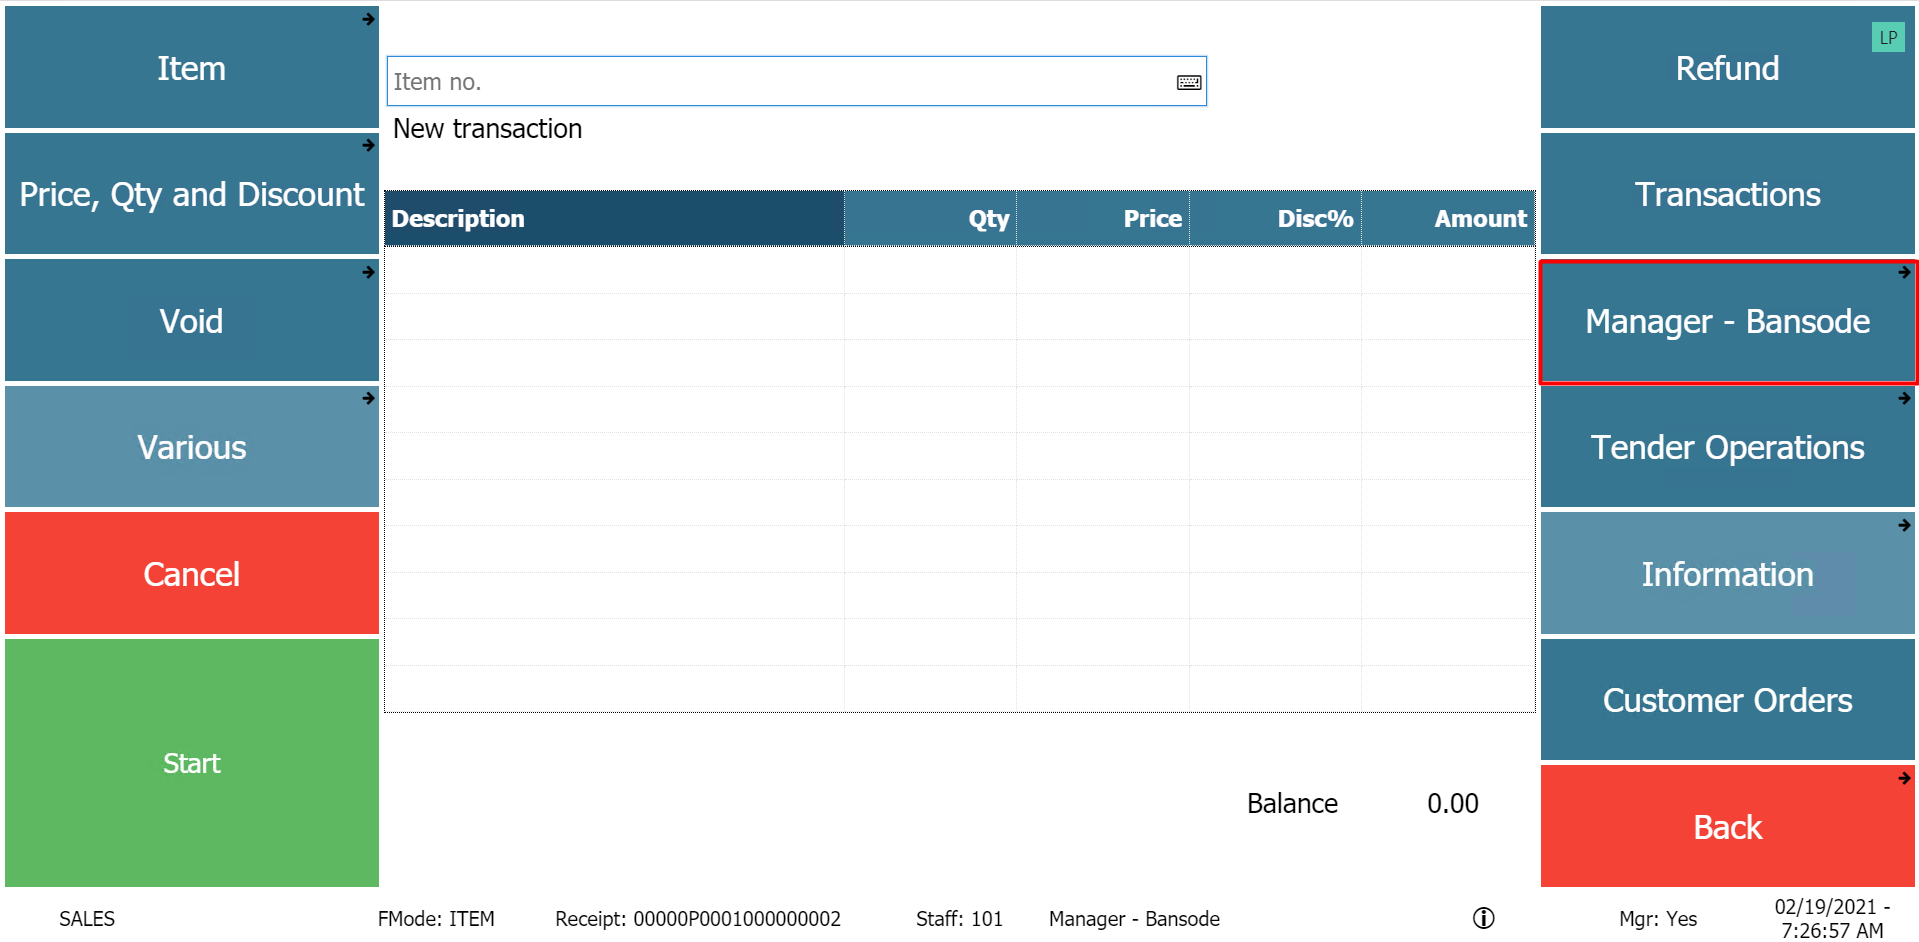 Item
Price, Qty and Discount
Void
Various
Cancel
Start
Item no.
New transaction
Description Qty Price Disc% Amount
Balance 0.00
Refund
LP
Transactions
Manager - Bansode
Tender Operations
Information
Customer Orders
Back
SALES FMode: ITEM Receipt: 00000P0001000000002 Staff: 101 Manager - Bansode Mgr: Yes
02/19/2021 -
7:26:57 AM